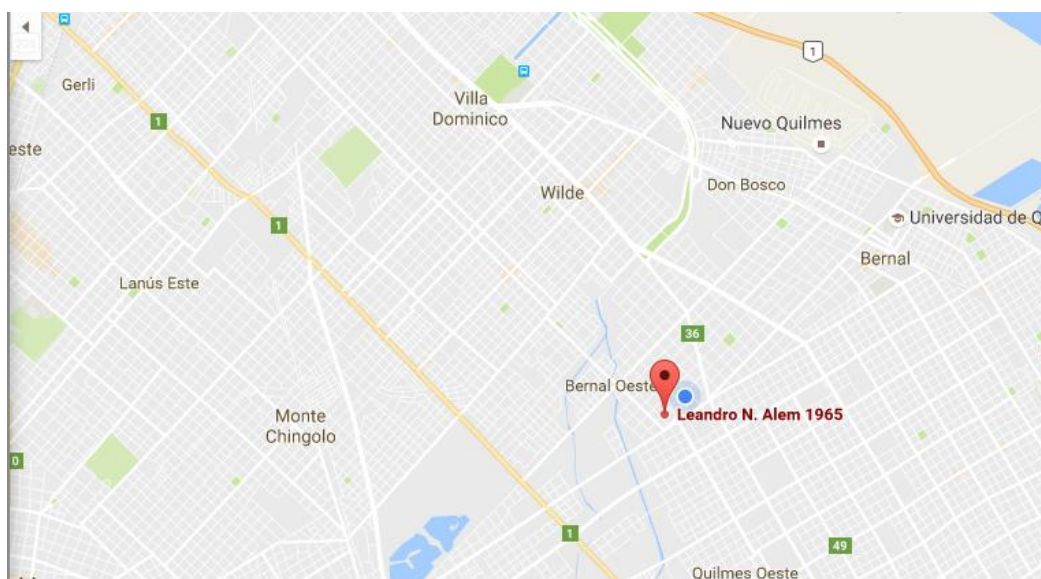 1
Gerli
Villa
Dominico
1
Nuevo Quilmes
este
Wilde
Don Bosco
1
Universidad de Q
Bernal
Lanús Este
36
Bernal Oeste
Leandro N. Alem 1965
Monte
Chingolo
0
1
49
Quilmes Oeste